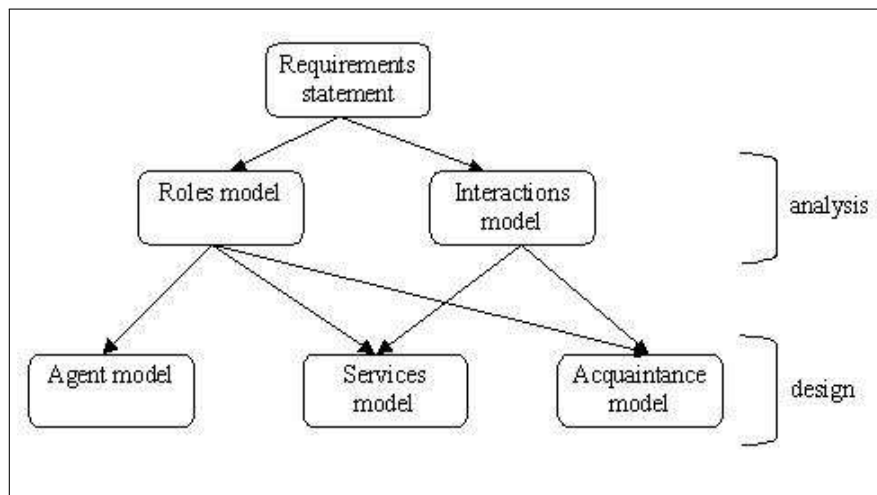 Requirements
statement
Roles model
Interactions
model
analysis
Agent model
Services
model
Acquaintance
model
design